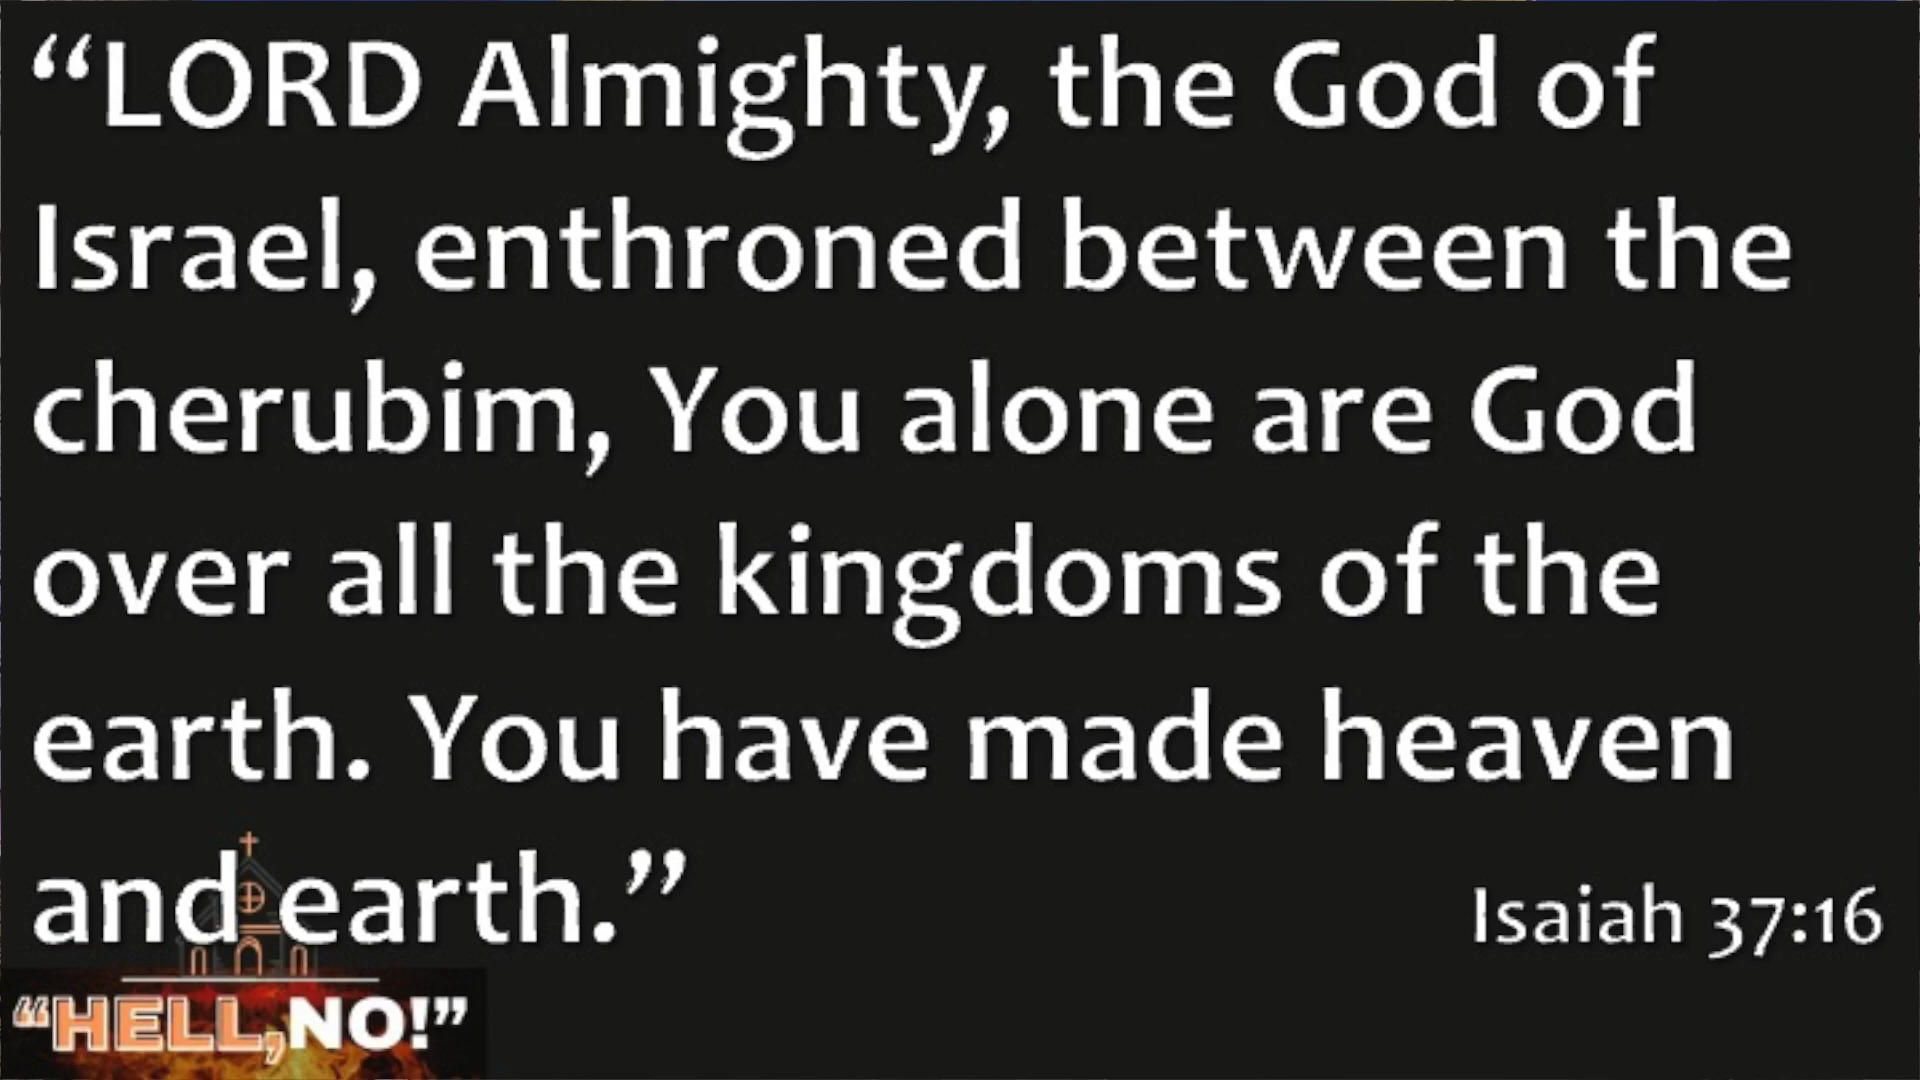 “LORD Almighty, the God of
Israel, enthroned between the
cherubim, You alone are God
over all the kingdoms of the
earth. You have made heaven
and earth.”
Isaiah 37:16
“HELL,NO!”